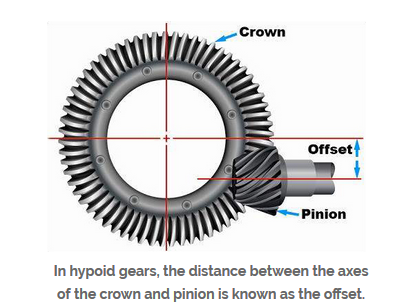 Crown
Offset
Pinion
In hypoid gears, the distance between the axes
of the crown and pinion is known as the offset.